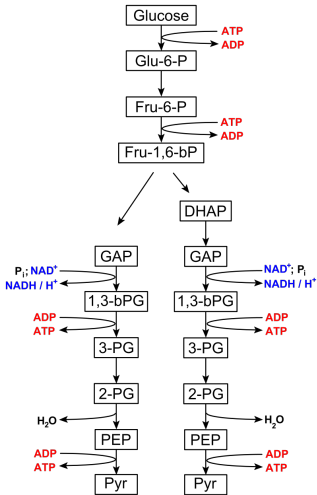 Glucose
ATP
ADP
Glu-6-P
Fru-6-P
ATP
ADP
Fru-1,6-bP
DHAP
GAP
GAP
Pi; NAD+
NADH / H+
NAD+; Pi
NADH / H+
1,3-bPG
1,3-bPG
ADP
ATP
ADP
ATP
3-PG
3-PG
2-PG
2-PG
H2O
H2O
PEP
PEP
ADP
ATP
ADP
ATP
Pyr
Pyr